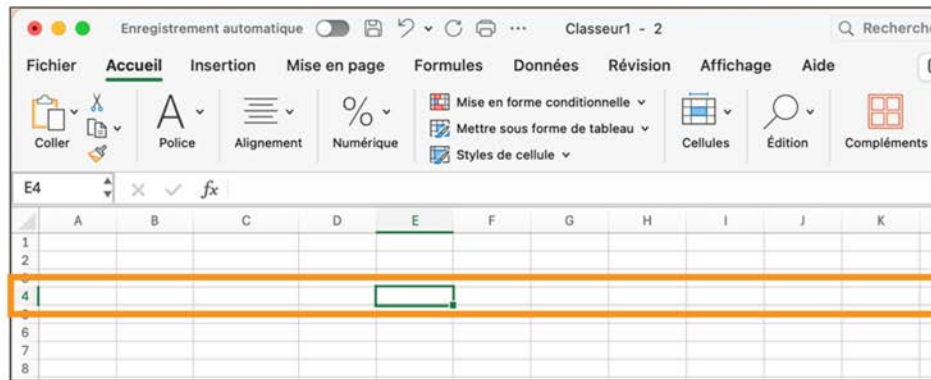 Enregistrement automatique ··· Classeur1 - 2 Recherche
Fichier Accueil Insertion Mise en page Formules Données Révision Affichage Aide
Coller
Police
Alignement
%
Numérique
Mise en forme conditionnelle
Mettre sous forme de tableau
Styles de cellule
Cellules
Édition
Compléments
E4 fx
A B C D E F G H I J K
1
2
4
6
7
8